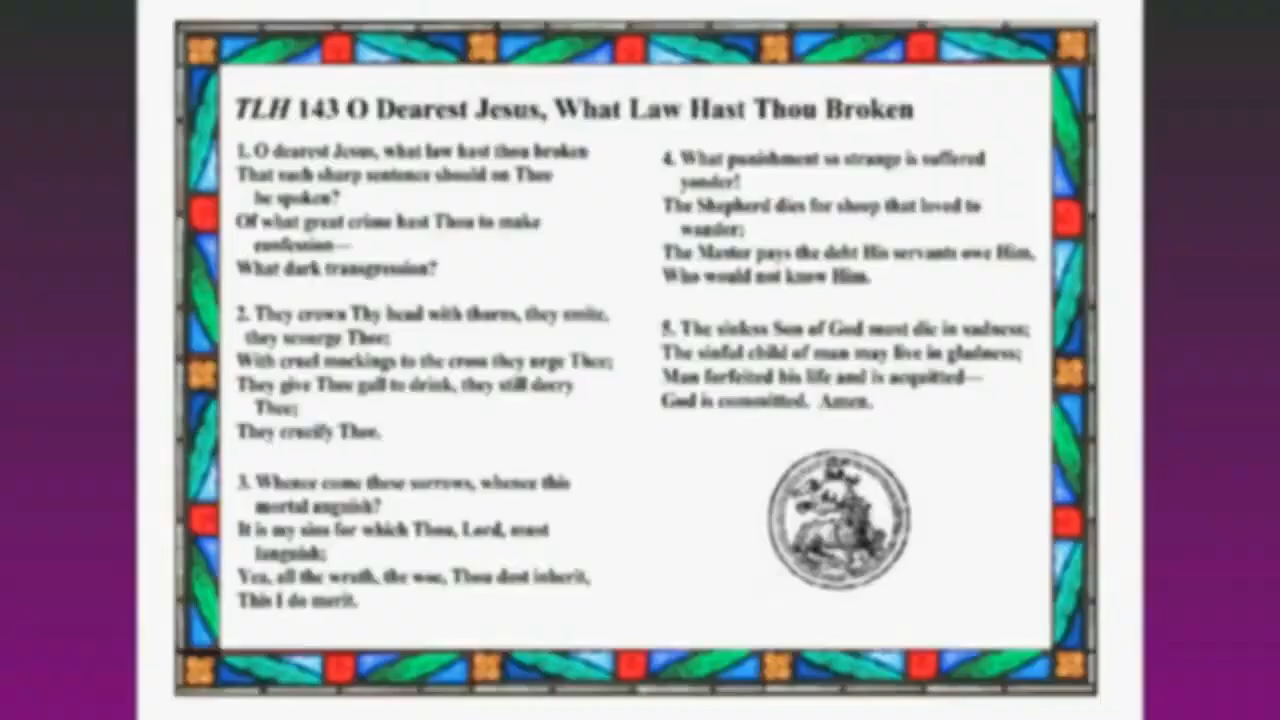 TLH 143 O Dearest Jesus, What Law Hast Thou Broken
1. O dearest Jesus, what law hast thou broken
That such sharp sentence should on Thee
be spoken?
Of what great crime hast Thou to make
confession—
What dark transgression?
2. They crown Thy head with thorns, they smite,
they scourge Thee;
With cruel mockings to the cross they urge Thee;
They give Thee gall to drink, they still decry
Thee;
They crucify Thee.
3. Whence come these sorrows, whence this
mortal anguish?
It is my sins for which Thou, Lord, must
languish;
Yea, all the wrath, the woe, Thou dost inherit,
This I do merit.
4. What punishment so strange is suffered
yonder!
The Shepherd dies for sheep that loved to
wander;
The Master pays the debt His servants owe Him,
Who would not know Him.
5. The sinless Son of God must die in sadness;
The sinful child of man may live in gladness;
Man forfeited his life and is acquitted—
God is committed. Amen.